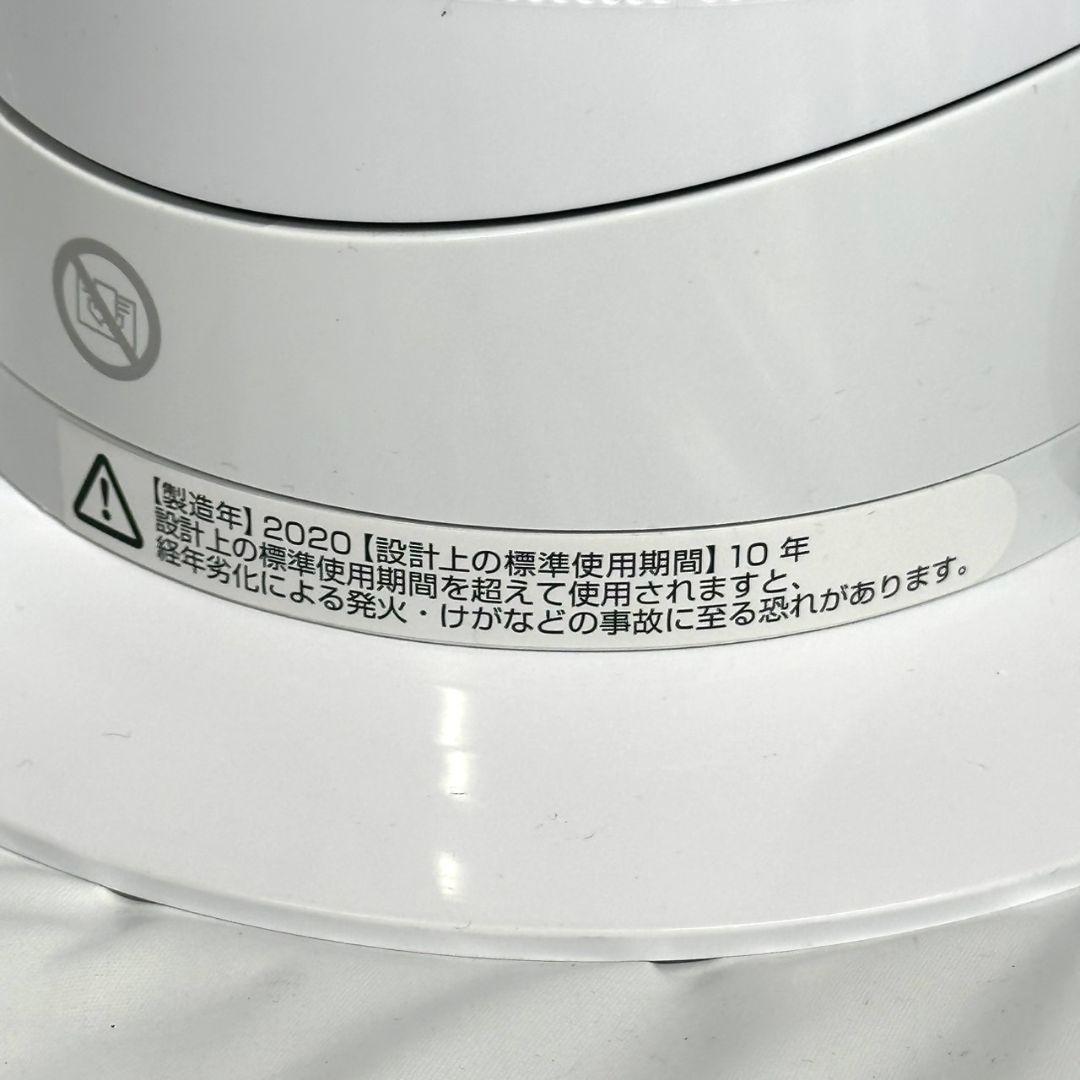 【製造年】2020【設計上の標準使用期間】10 年
設計上の標準使用期間を超えて使用されますと、
経年劣化による発火・けがなどの事故に至る恐れがあります。